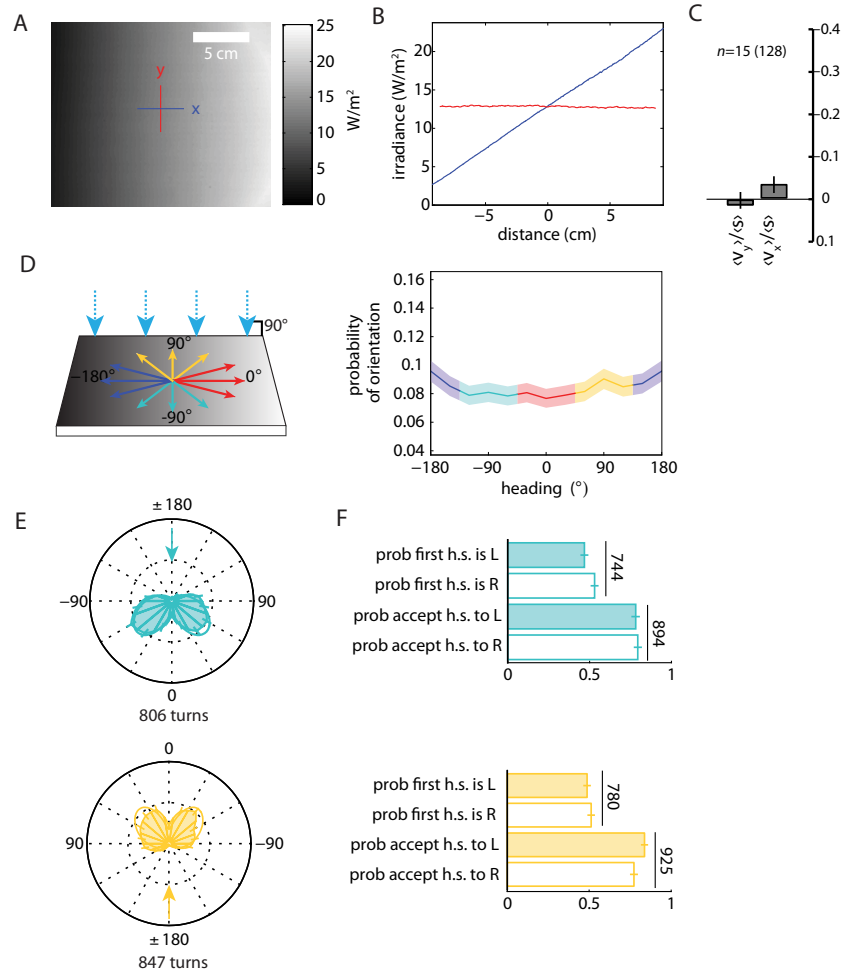 A
5 cm
y
x
25
20
15
10
5
0
W/m²
B
irradiance (W/m²)
20
15
10
5
0
−5
0
5
distance (cm)
C
n=15 (128)
-0.4
-0.3
-0.2
-0.1
0
0.1
⟨v_y⟩/⟨s⟩
⟨v_x⟩/⟨s⟩
D
90°
90°
−180°
0°
-90°
probability
of orientation
0.16
0.14
0.12
0.1
0.08
0.06
0.04
−180
−90
0
90
180
heading (°)
E
± 180
−90
90
0
806 turns
0
90
−90
± 180
847 turns
F
prob first h.s. is L
prob first h.s. is R
prob accept h.s. to L
prob accept h.s. to R
744
894
0
0.5
1
prob first h.s. is L
prob first h.s. is R
prob accept h.s. to L
prob accept h.s. to R
780
925
0
0.5
1